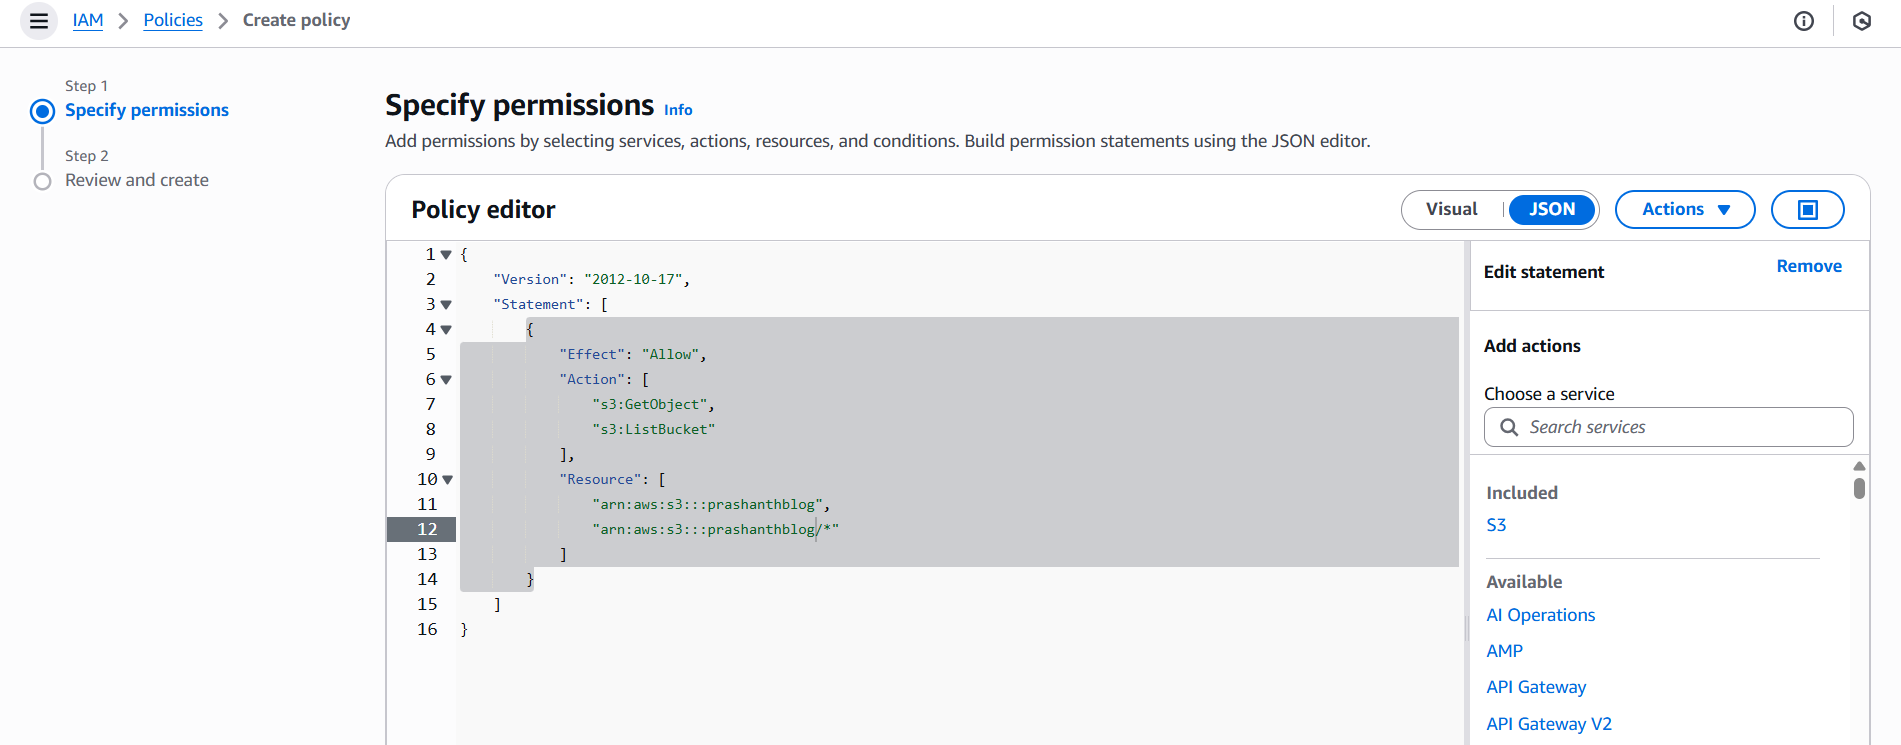 IAM > Policies > Create policy
Step 1
Specify permissions
Step 2
Review and create
Specify permissions Info
Add permissions by selecting services, actions, resources, and conditions. Build permission statements using the JSON editor.
Policy editor
Visual | JSON
Actions
1 {
2     "Version": "2012-10-17",
3     "Statement": [
4         {
5             "Effect": "Allow",
6             "Action": [
7                 "s3:GetObject",
8                 "s3:ListBucket"
9             ],
10             "Resource": [
11                 "arn:aws:s3:::prashanthblog",
12                 "arn:aws:s3:::prashanthblog/*"
13             ]
14         }
15     ]
16 }
Edit statement
Remove
Add actions
Choose a service
Search services
Included
S3
Available
AI Operations
AMP
API Gateway
API Gateway V2